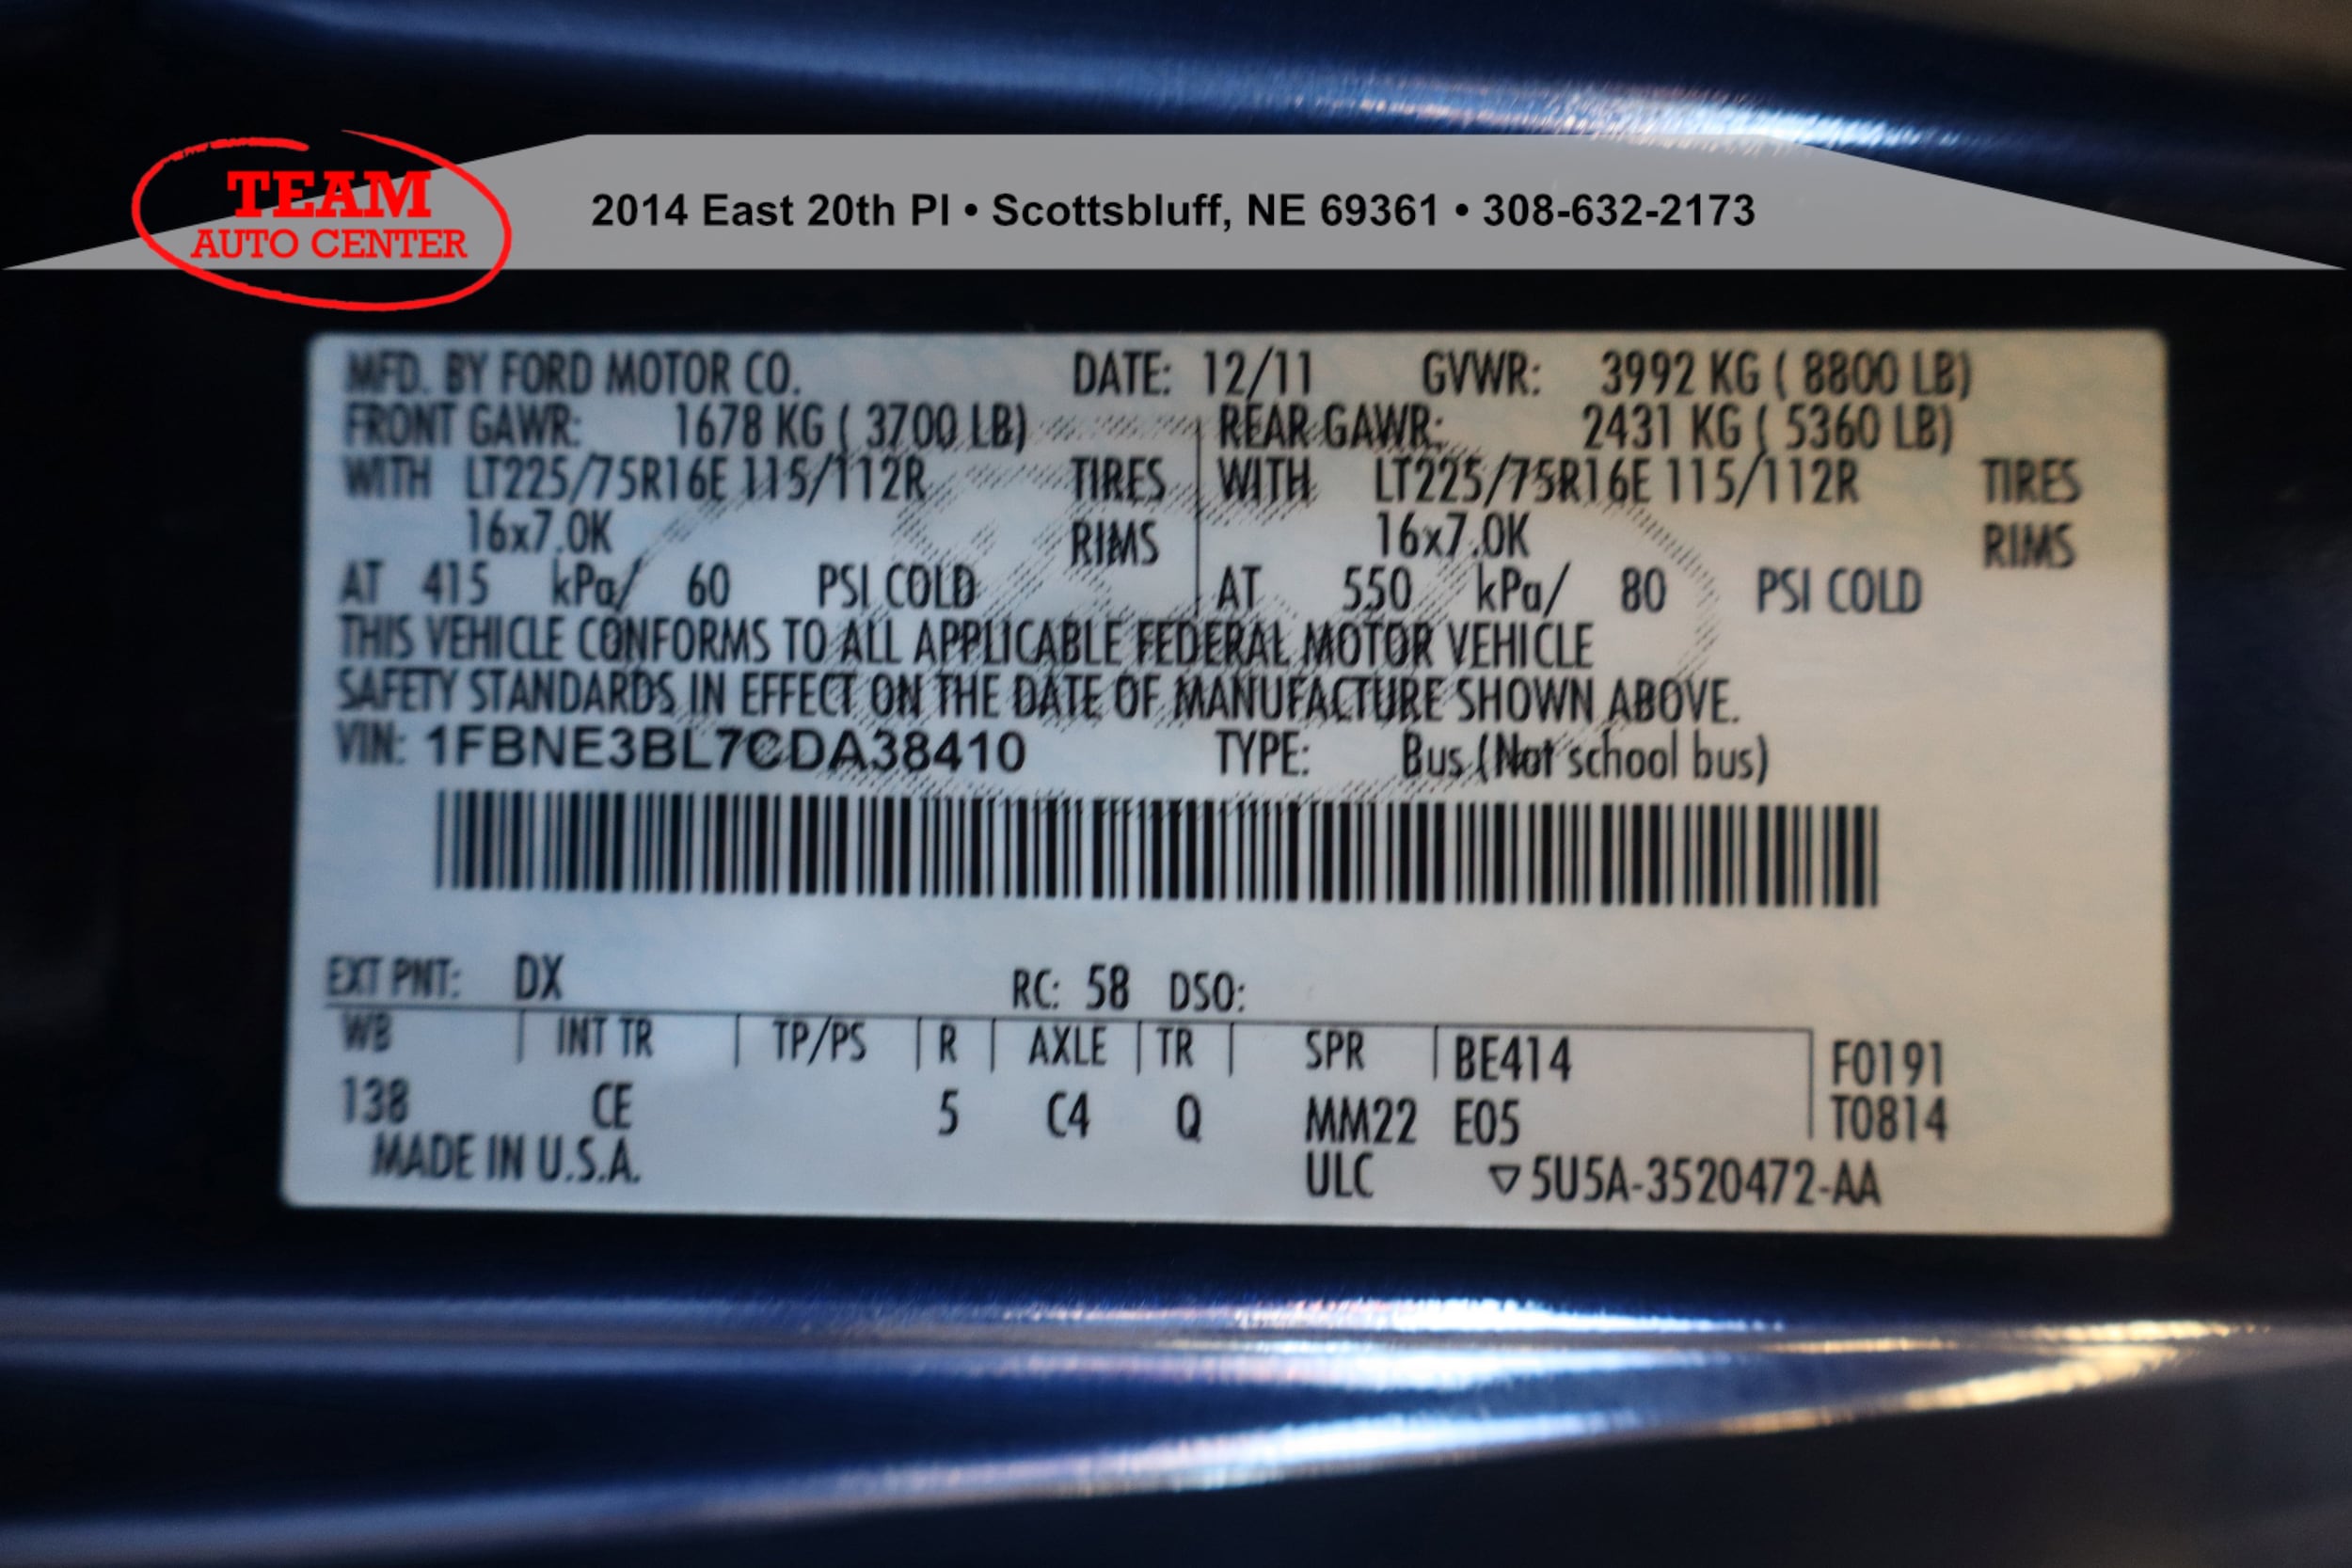 TEAM
AUTO CENTER
2014 East 20th Pl • Scottsbluff, NE 69361 • 308-632-2173
MFD. BY FORD MOTOR CO. DATE: 12/11 GVWR: 3992 KG ( 8800 LB)
FRONT GAWR: 1678 KG ( 3700 LB) REAR GAWR: 2431 KG ( 5360 LB)
WITH LT225/75R16E 115/112R TIRES WITH LT225/75R16E 115/112R TIRES
16x7.0K RIMS 16x7.0K RIMS
AT 415 kPa/ 60 PSI COLD AT 550 kPa/ 80 PSI COLD
THIS VEHICLE CONFORMS TO ALL APPLICABLE FEDERAL MOTOR VEHICLE
SAFETY STANDARDS IN EFFECT ON THE DATE OF MANUFACTURE SHOWN ABOVE.
VIN: 1FBNE3BL7CDA38410 TYPE: Bus (Not school bus)
EXT PNT: DX RC: 58 DSO:
WB INT TR TP/PS R AXLE TR SPR BE414 F0191
138 CE 5 C4 Q MM22 E05 T0814
MADE IN U.S.A. ULC ▽5U5A-3520472-AA